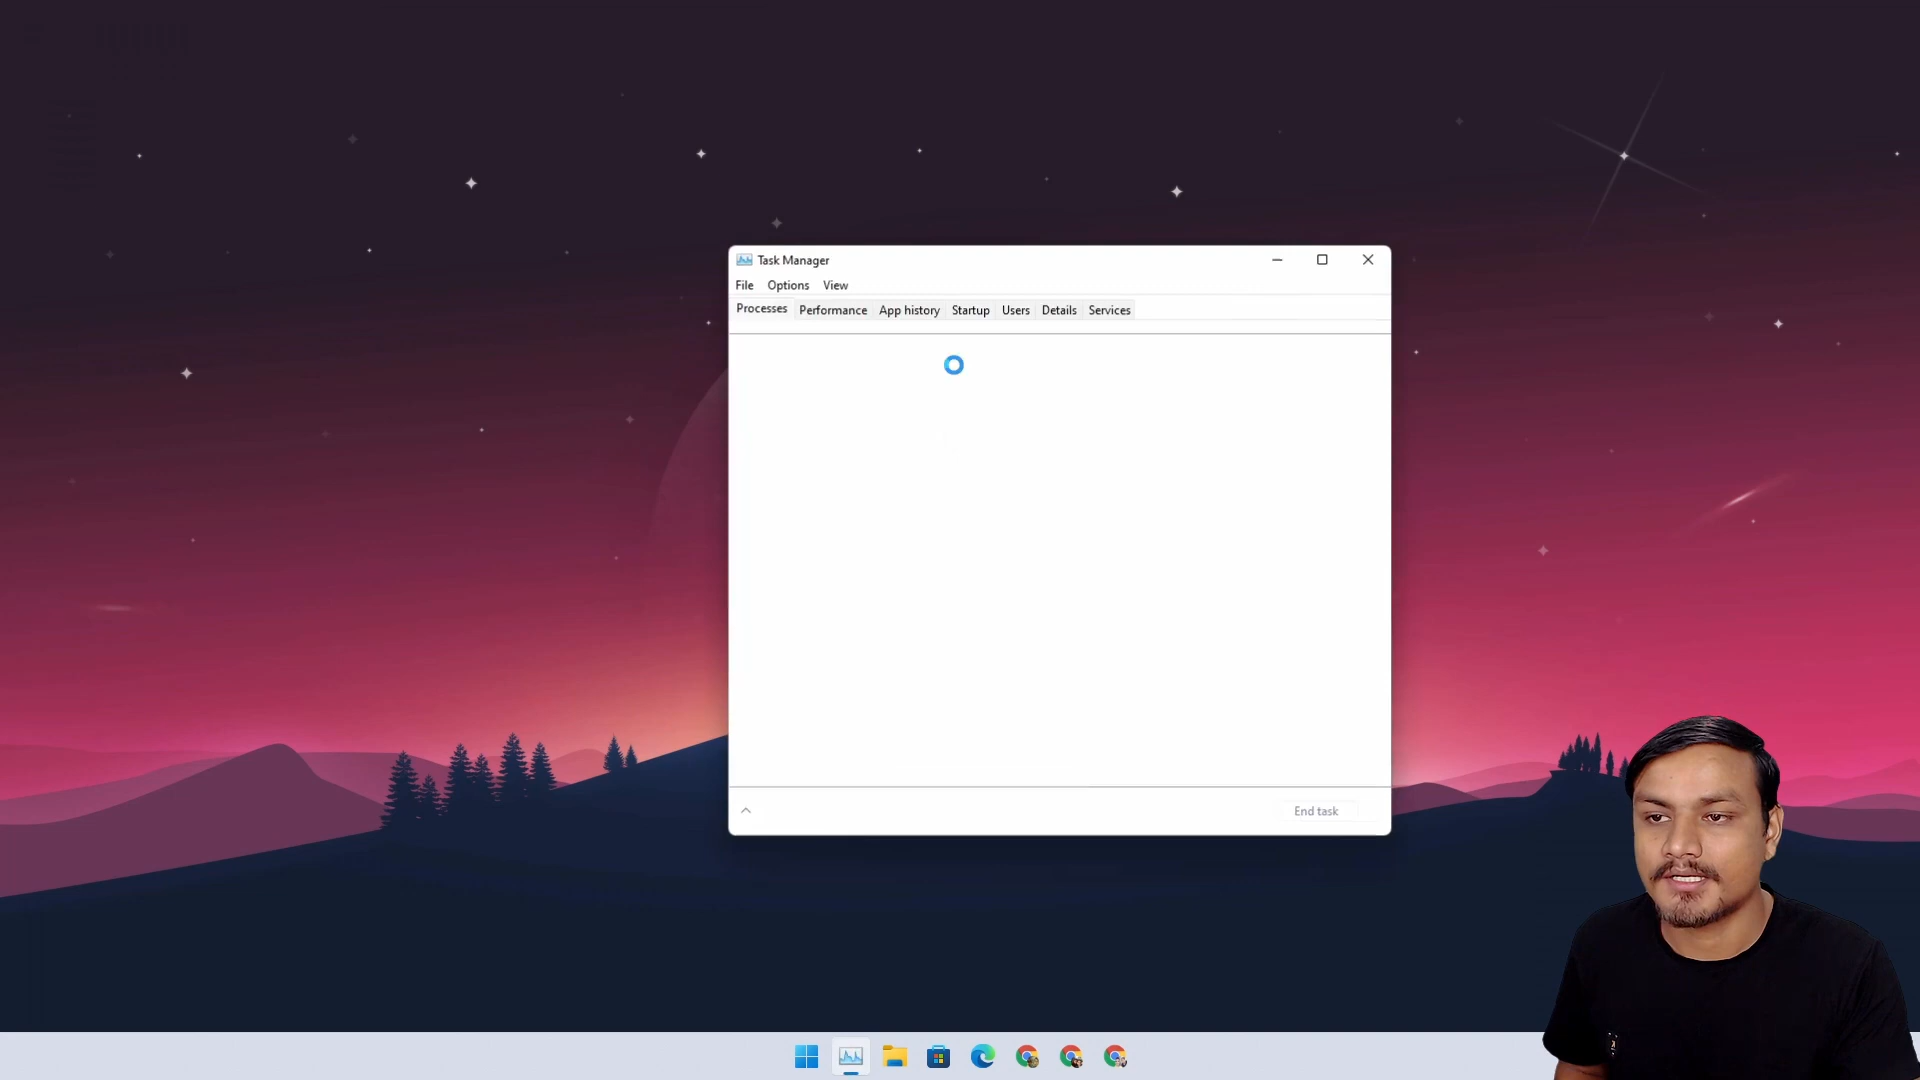 Task Manager
File Options View
Processes Performance App history Startup Users Details Services
End task